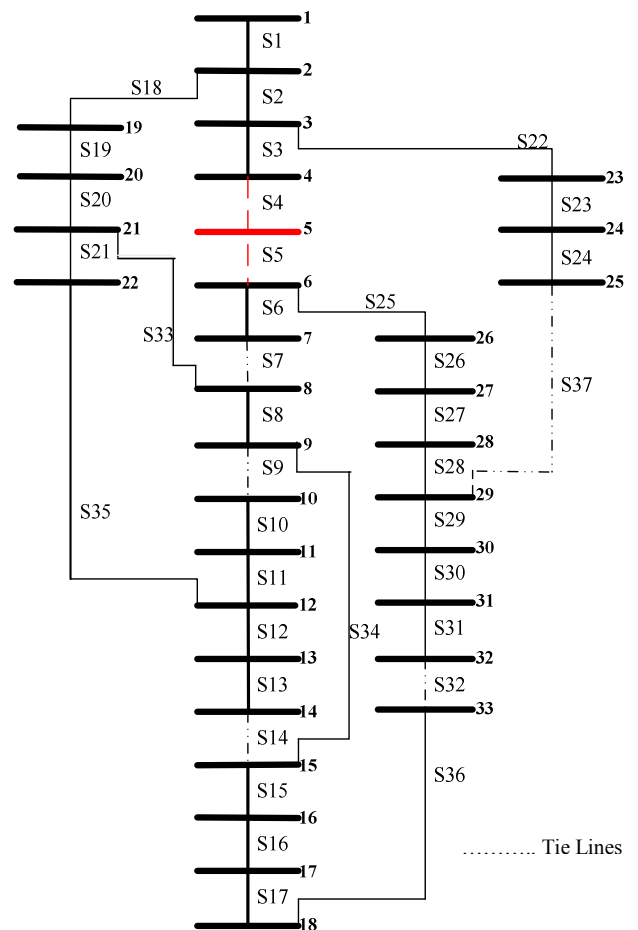 1
S1
2
S18
S2
3
19
S22
S19
S3
20
4
23
S20
S4
S23
21
5
24
S21
S5
S24
22
6
25
S6
S25
S33
7
26
S7
S26
S37
8
27
S8
S27
9
28
S9
S28
10
29
S35
S10
S29
11
30
S11
S30
12
31
S12
S34
S31
13
32
S13
S32
14
33
S14
15
S36
S15
16
S16
.......... Tie Lines
17
S17
18